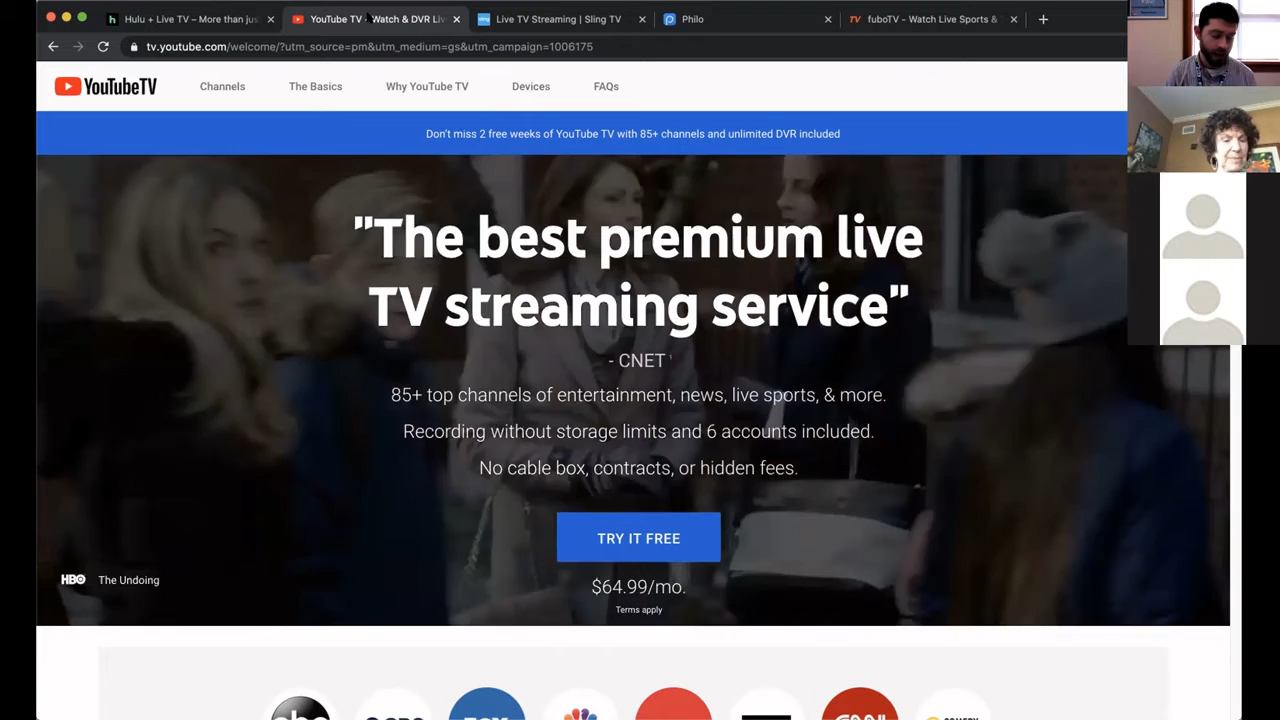 Hulu + Live TV – More than jus
YouTube TV - Watch & DVR Liv
Live TV Streaming | Sling TV
Philo
fuboTV - Watch Live Sports &
tv.youtube.com/welcome/?utm_source=pm&utm_medium=gs&utm_campaign=1006175
YouTubeTV
Channels
The Basics
Why YouTube TV
Devices
FAQs
Don't miss 2 free weeks of YouTube TV with 85+ channels and unlimited DVR included
"The best premium live
TV streaming service"
- CNET
85+ top channels of entertainment, news, live sports, & more.
Recording without storage limits and 6 accounts included.
No cable box, contracts, or hidden fees.
TRY IT FREE
HBO The Undoing
$64.99/mo.
Terms apply
abc
FOX
CNN